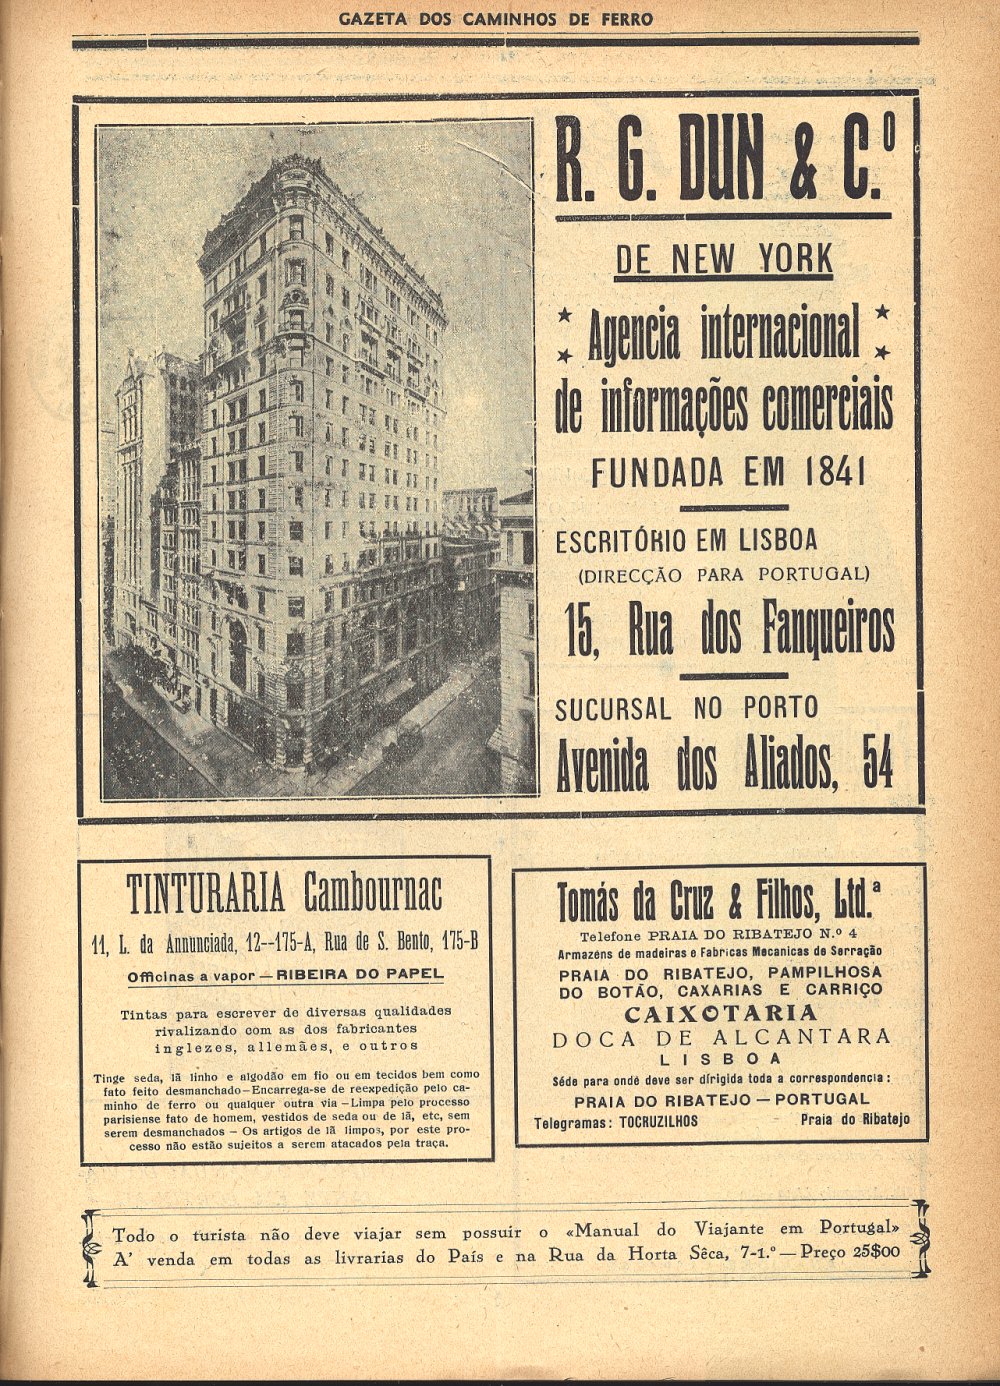 GAZETA DOS CAMINHOS DE FERRO
R. G. DUN & C.º
DE NEW YORK
Agencia internacional
de informações comerciais
FUNDADA EM 1841
ESCRITÓRIO EM LISBOA
(DIRECÇÃO PARA PORTUGAL)
15, Rua dos Fanqueiros
SUCURSAL NO PORTO
Avenida dos Aliados, 54
TINTURARIA Cambournac
11, L. da Annunciada, 12--175-A, Rua de S. Bento, 175-B
Officinas a vapor — RIBEIRA DO PAPEL
Tintas para escrever de diversas qualidades
rivalizando com as dos fabricantes
inglezes, allemães, e outros
Tinge seda, lã linho e algodão em fio ou em tecidos bem como
fato feito desmanchado—Encarrega-se de reexpedição pelo ca-
minho de ferro ou qualquer outra via—Limpa pelo processo
parisiense fato de homem, vestidos de seda ou de lã, etc, sem
serem desmanchados — Os artigos de lã limpos, por este pro-
cesso não estão sujeitos a serem atacados pela traça.
Tomás da Cruz & Filhos, Ltd.ª
Telefone PRAIA DO RIBATEJO N.º 4
Armazéns de madeiras e Fabricas Mecanicas de Serração
PRAIA DO RIBATEJO, PAMPILHOSA
DO BOTÃO, CAXARIAS E CARRIÇO
CAIXOTARIA
DOCA DE ALCANTARA
LISBOA
Séde para onde deve ser dirigida toda a correspondencia:
PRAIA DO RIBATEJO — PORTUGAL
Telegramas: TOCRUZILHOS Praia do Ribatejo
Todo o turista não deve viajar sem possuir o «Manual do Viajante em Portugal»
A' venda em todas as livrarias do País e na Rua da Horta Sêca, 7-1.º — Preço 25$00